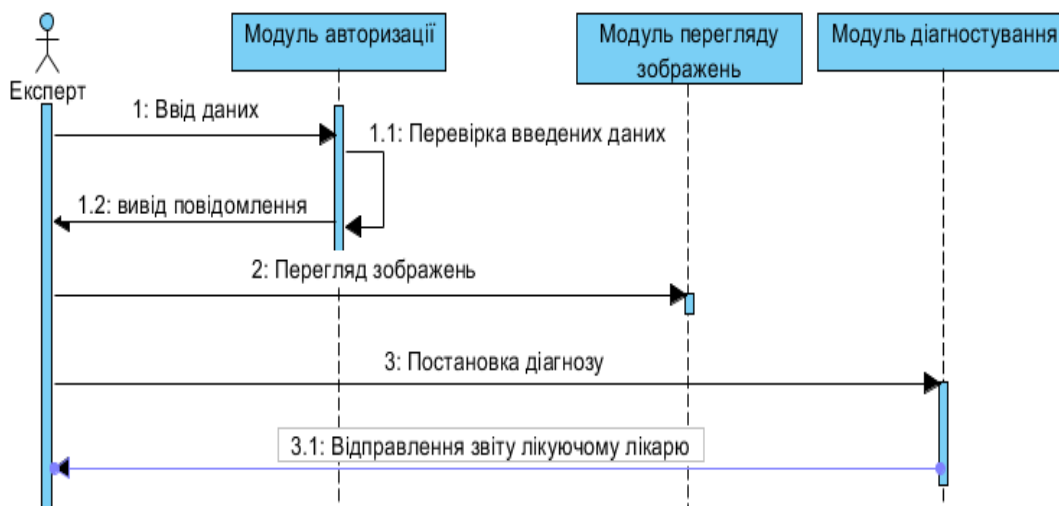 Експерт
Модуль авторизації
Модуль перегляду
зображень
Модуль діагностування
1: Ввід даних
1.1: Перевірка введених даних
1.2: вивід повідомлення
2: Перегляд зображень
3: Постановка діагнозу
3.1: Відправлення звіту лікуючому лікарю